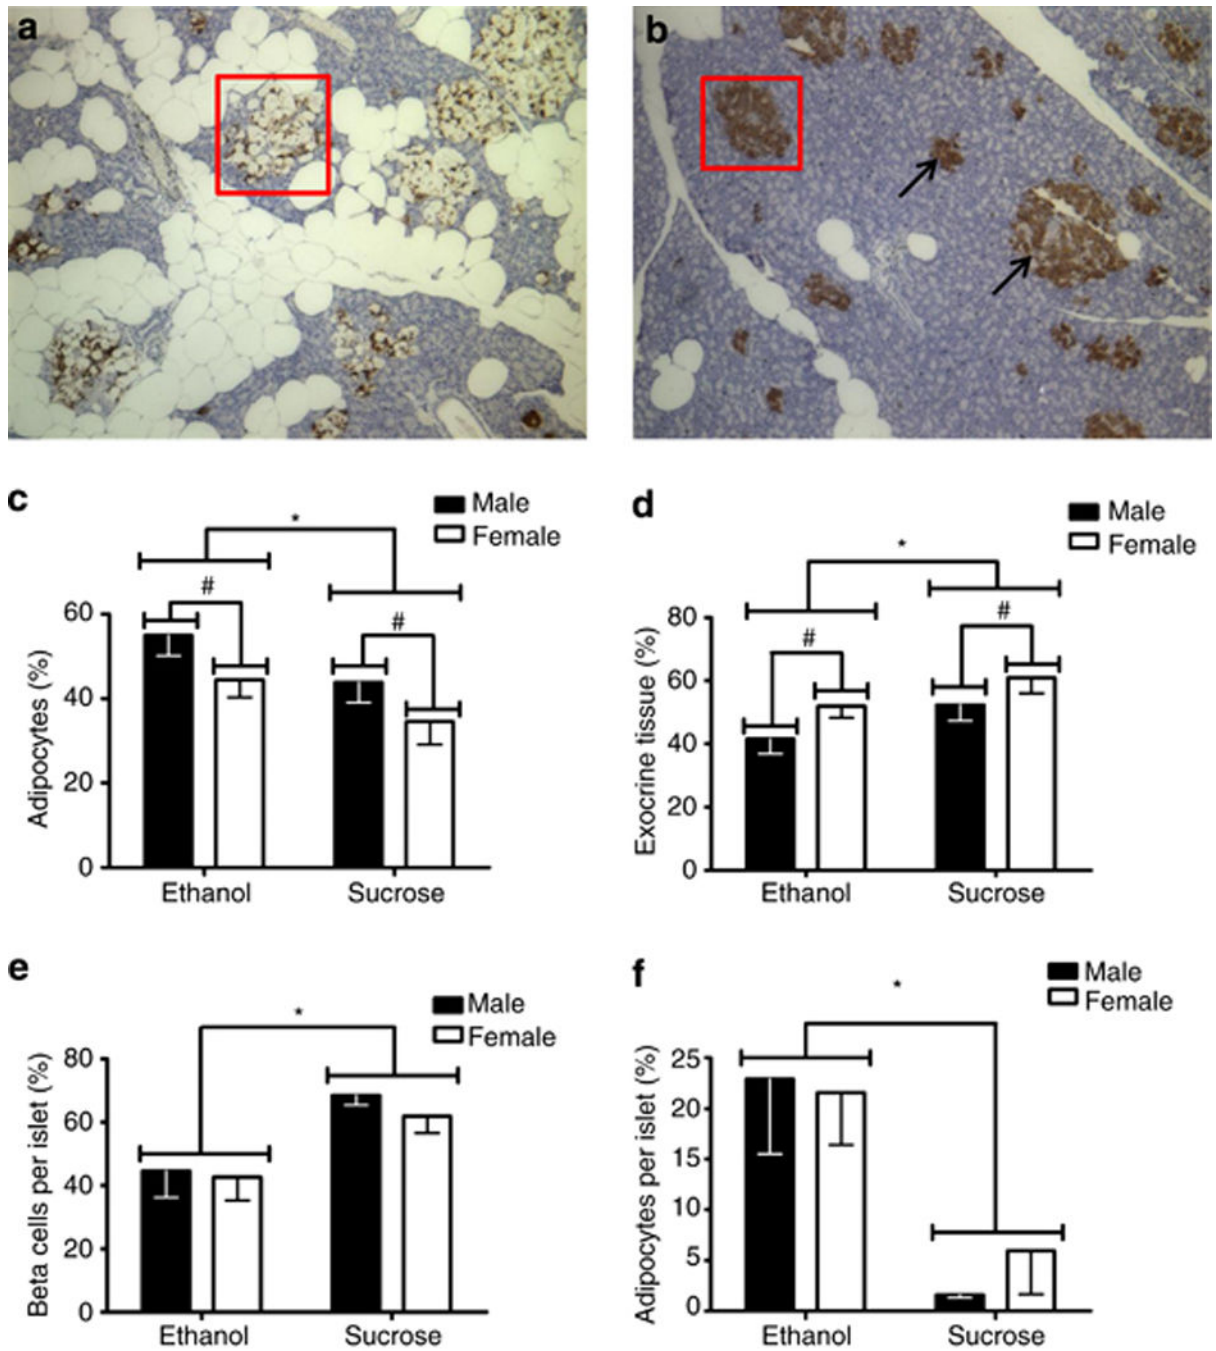 a
b
c
Male
Female
*
#
#
Adipocytes (%)
60
40
20
0
Ethanol
Sucrose
d
Male
Female
*
#
#
Exocrine tissue (%)
80
60
40
20
0
Ethanol
Sucrose
e
Male
Female
*
Beta cells per islet (%)
80
60
40
20
0
Ethanol
Sucrose
f
Male
Female
*
Adipocytes per islet (%)
25
20
15
10
5
0
Ethanol
Sucrose